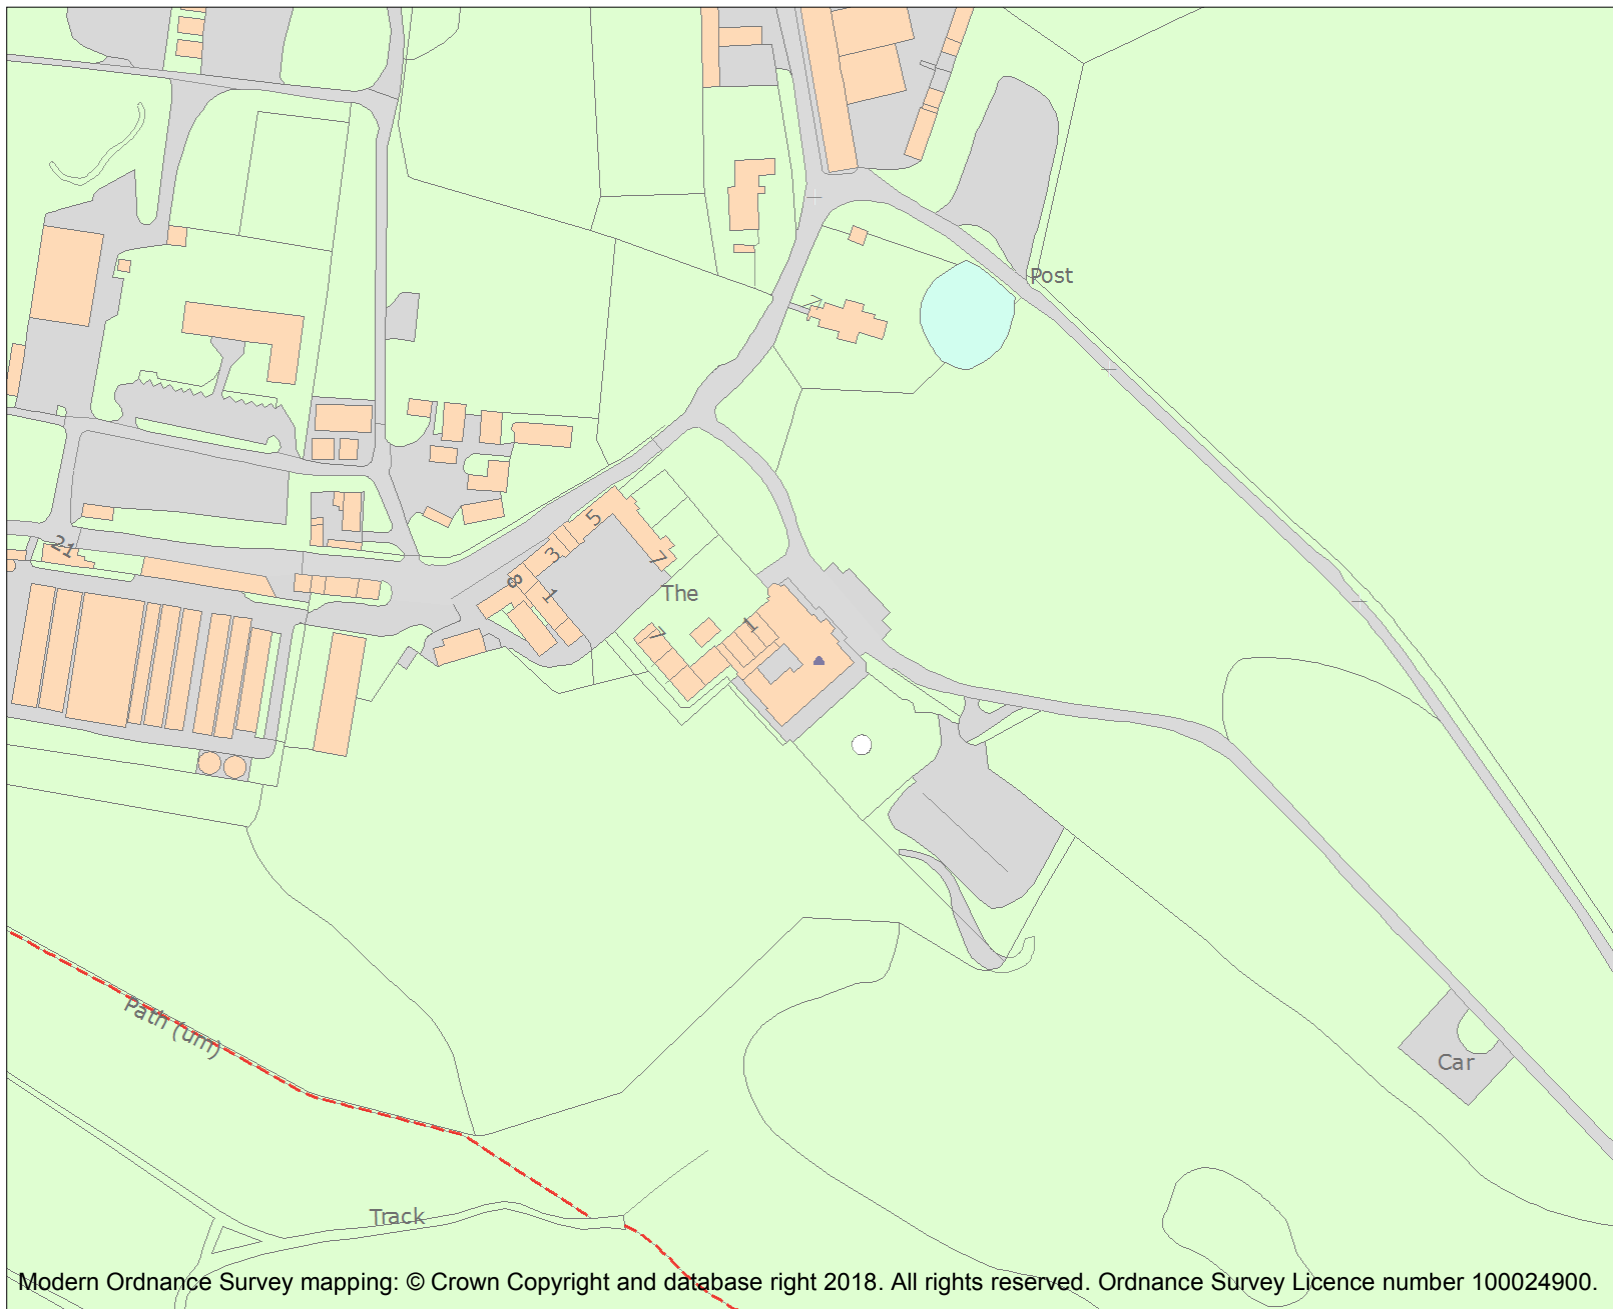 Post
2
21
5
3
8
1
7
The
7
1
Car
Path (um)
Track
Modern Ordnance Survey mapping: © Crown Copyright and database right 2018. All rights reserved. Ordnance Survey Licence number 100024900.